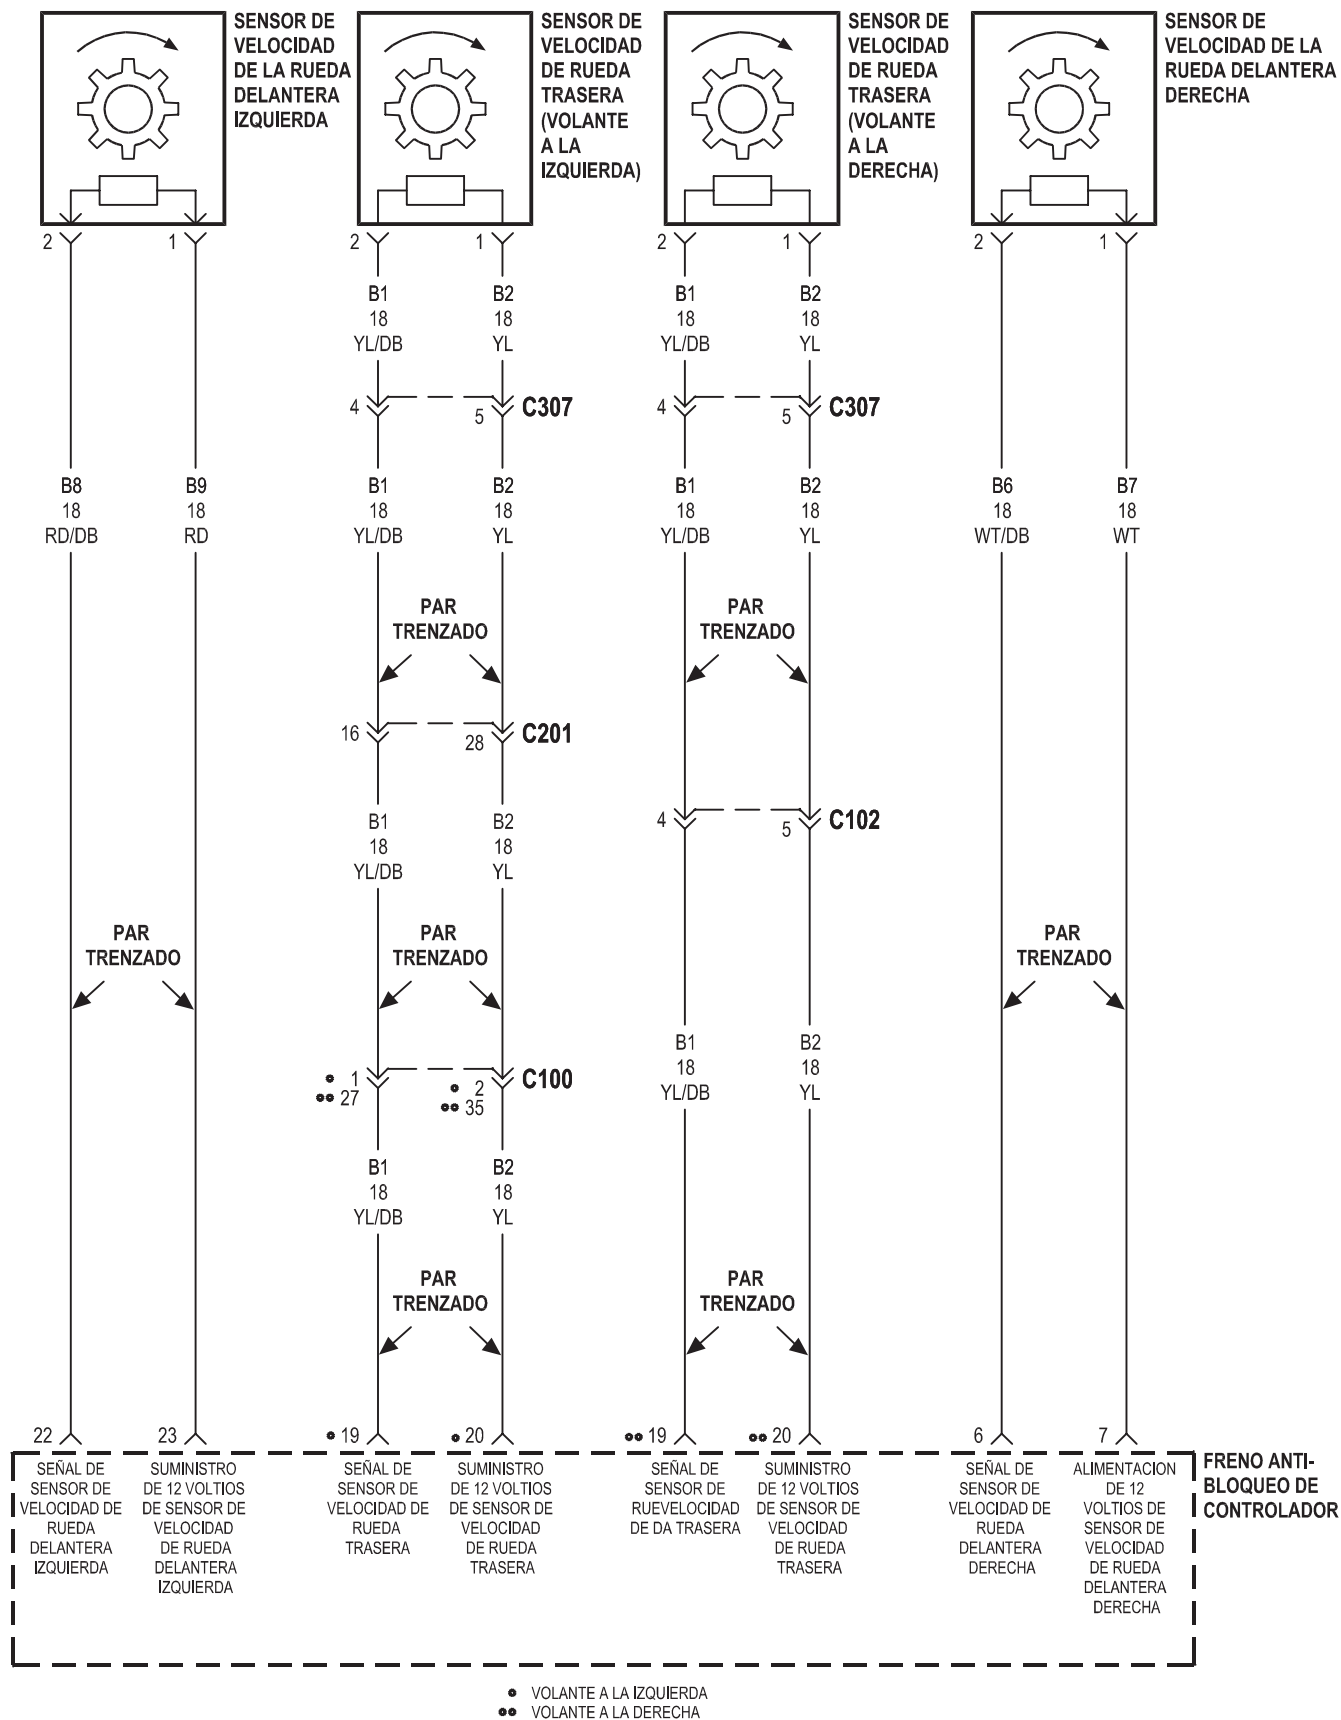 SENSOR DE
VELOCIDAD
DE LA RUEDA
DELANTERA
IZQUIERDA
SENSOR DE
VELOCIDAD
DE RUEDA
TRASERA
(VOLANTE
A LA
IZQUIERDA)
SENSOR DE
VELOCIDAD
DE RUEDA
TRASERA
(VOLANTE
A LA
DERECHA)
SENSOR DE
VELOCIDAD DE LA
RUEDA DELANTERA
DERECHA
2 1 2 1 2 1 2 1
B1 B2 B1 B2
18 18 18 18
YL/DB YL YL/DB YL
4 5 C307 4 5 C307
B8 B9 B1 B2 B1 B2 B6 B7
18 18 18 18 18 18 18 18
RD/DB RD YL/DB YL YL/DB YL WT/DB WT
PAR PAR
TRENZADO TRENZADO
16 28 C201
4 5 C102
B1 B2
18 18
YL/DB YL
PAR PAR PAR
TRENZADO TRENZADO TRENZADO
B1 B2
18 18
YL/DB YL
• 1 • 2 C100
•• 27 •• 35
B1 B2
18 18
YL/DB YL
PAR PAR
TRENZADO TRENZADO
22 23 • 19 • 20 •• 19 •• 20 6 7
SEÑAL DE
SENSOR DE
VELOCIDAD DE
RUEDA
DELANTERA
IZQUIERDA
SUMINISTRO
DE 12 VOLTIOS
DE SENSOR DE
VELOCIDAD
DE RUEDA
DELANTERA
IZQUIERDA
SEÑAL DE
SENSOR DE
VELOCIDAD DE
RUEDA
TRASERA
SUMINISTRO
DE 12 VOLTIOS
DE SENSOR DE
VELOCIDAD
DE RUEDA
TRASERA
SEÑAL DE
SENSOR DE
RUEVELOCIDAD
DE DA TRASERA
SUMINISTRO
DE 12 VOLTIOS
DE SENSOR DE
VELOCIDAD
DE RUEDA
TRASERA
SEÑAL DE
SENSOR DE
VELOCIDAD DE
RUEDA
DELANTERA
DERECHA
ALIMENTACION
DE 12
VOLTIOS DE
SENSOR DE
VELOCIDAD
DE RUEDA
DELANTERA
DERECHA
FRENO ANTI-
BLOQUEO DE
CONTROLADOR
• VOLANTE A LA IZQUIERDA
•• VOLANTE A LA DERECHA